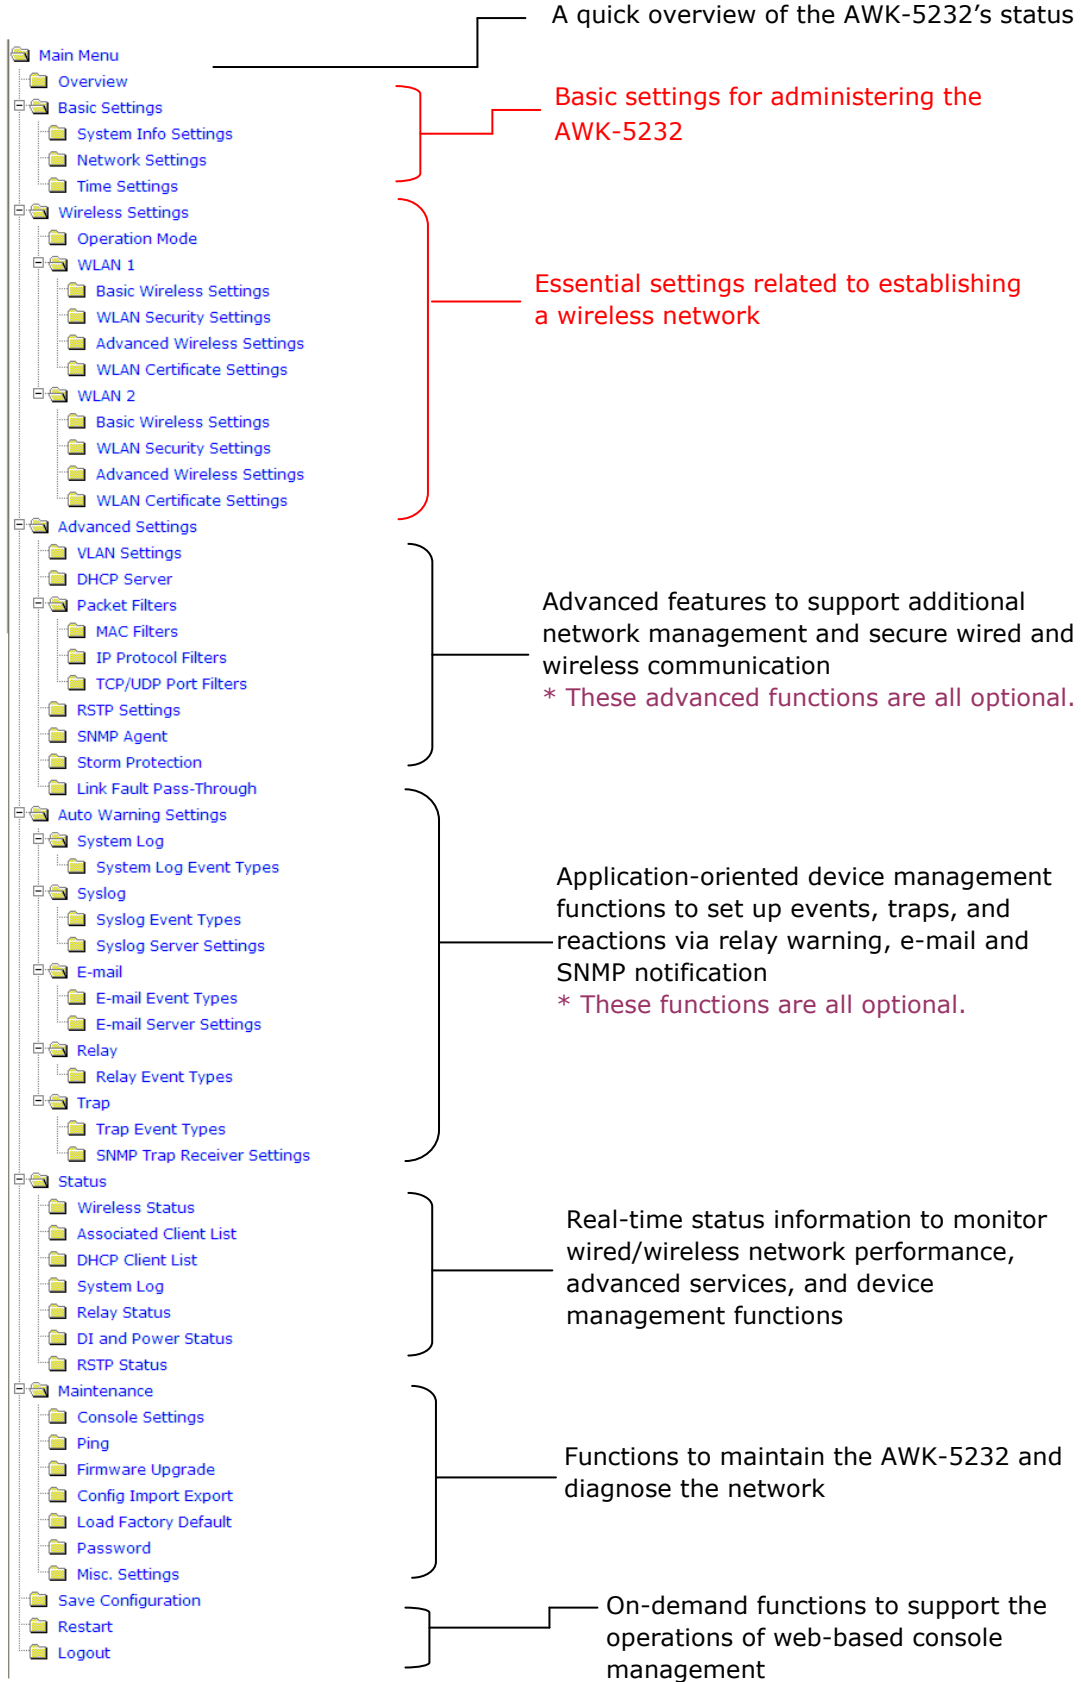 A quick overview of the AWK-5232’s status
Main Menu
Overview
Basic Settings
System Info Settings
Network Settings
Time Settings
Basic settings for administering the
AWK-5232
Wireless Settings
Operation Mode
WLAN 1
Basic Wireless Settings
WLAN Security Settings
Advanced Wireless Settings
WLAN Certificate Settings
WLAN 2
Basic Wireless Settings
WLAN Security Settings
Advanced Wireless Settings
WLAN Certificate Settings
Essential settings related to establishing
a wireless network
Advanced Settings
VLAN Settings
DHCP Server
Packet Filters
MAC Filters
IP Protocol Filters
TCP/UDP Port Filters
RSTP Settings
SNMP Agent
Storm Protection
Link Fault Pass-Through
Advanced features to support additional
network management and secure wired and
wireless communication
* These advanced functions are all optional.
Auto Warning Settings
System Log
System Log Event Types
Syslog
Syslog Event Types
Syslog Server Settings
E-mail
E-mail Event Types
E-mail Server Settings
Relay
Relay Event Types
Trap
Trap Event Types
SNMP Trap Receiver Settings
Application-oriented device management
functions to set up events, traps, and
reactions via relay warning, e-mail and
SNMP notification
* These functions are all optional.
Status
Wireless Status
Associated Client List
DHCP Client List
System Log
Relay Status
DI and Power Status
RSTP Status
Real-time status information to monitor
wired/wireless network performance,
advanced services, and device
management functions
Maintenance
Console Settings
Ping
Firmware Upgrade
Config Import Export
Load Factory Default
Password
Misc. Settings
Functions to maintain the AWK-5232 and
diagnose the network
Save Configuration
Restart
Logout
On-demand functions to support the
operations of web-based console
management